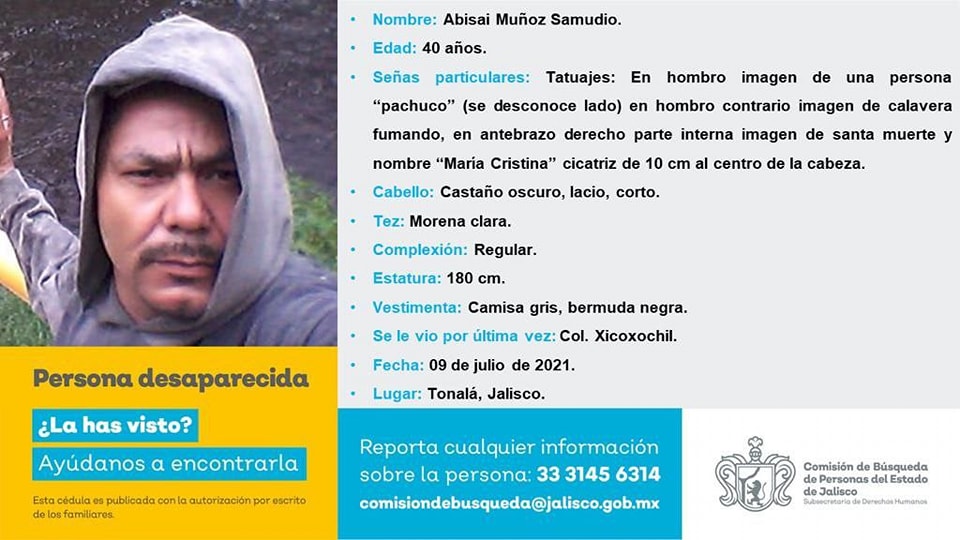 • Nombre: Abisai Muñoz Samudio.
• Edad: 40 años.
• Señas particulares: Tatuajes: En hombro imagen de una persona
“pachuco” (se desconoce lado) en hombro contrario imagen de calavera
fumando, en antebrazo derecho parte interna imagen de santa muerte y
nombre “María Cristina” cicatriz de 10 cm al centro de la cabeza.
• Cabello: Castaño oscuro, lacio, corto.
• Tez: Morena clara.
• Complexión: Regular.
• Estatura: 180 cm.
• Vestimenta: Camisa gris, bermuda negra.
• Se le vio por última vez: Col. Xicoxochil.
• Fecha: 09 de julio de 2021.
• Lugar: Tonalá, Jalisco.
Persona desaparecida
¿La has visto?
Ayúdanos a encontrarla
Esta cédula es publicada con la autorización por escrito
de los familiares.
Reporta cualquier información
sobre la persona: 33 3145 6314
comisiondebusqueda@jalisco.gob.mx
Comisión de Búsqueda
de Personas del Estado
de Jalisco
Subsecretaría de Derechos Humanos